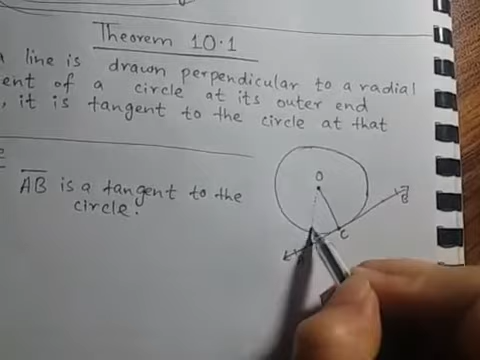 Theorem 10.1
line is drawn perpendicular to a radial
ent of a circle at its outer end
, it is tangent to the circle at that
AB is a tangent to the
circle.
O
B
C
A